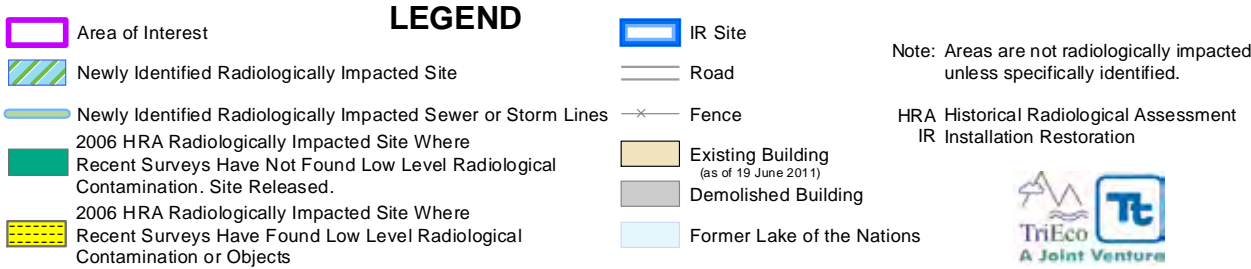 LEGEND
Area of Interest
Newly Identified Radiologically Impacted Site
Newly Identified Radiologically Impacted Sewer or Storm Lines
2006 HRA Radiologically Impacted Site Where
Recent Surveys Have Not Found Low Level Radiological
Contamination. Site Released.
2006 HRA Radiologically Impacted Site Where
Recent Surveys Have Found Low Level Radiological
Contamination or Objects
IR Site
Road
Fence
Existing Building
(as of 19 June 2011)
Demolished Building
Former Lake of the Nations
Note: Areas are not radiologically impacted
unless specifically identified.
HRA Historical Radiological Assessment
IR Installation Restoration
TriEco
Tt
A Joint Venture